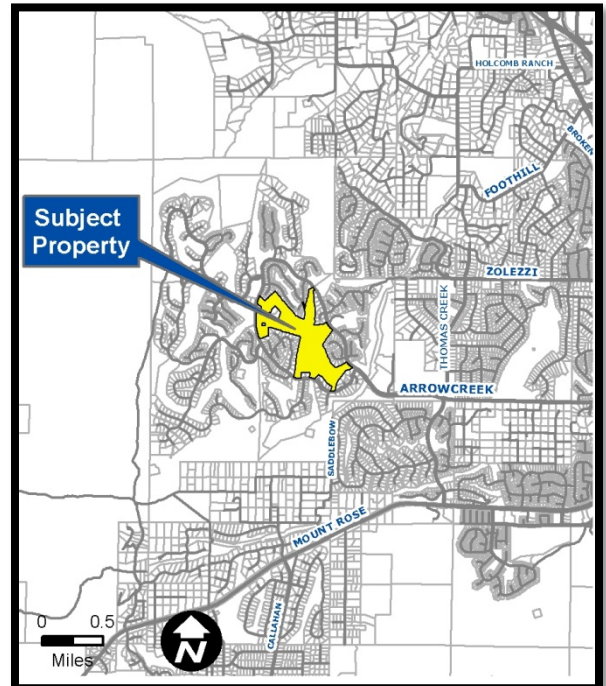 HOLCOMB RANCH
BROKEN
FOOTHILL
Subject
Property
ZOLEZZI
THOMAS CREEK
ARROWCREEK
SADDLEBOW
MOUNT ROSE
CALLAHAN
0 0.5
Miles
N